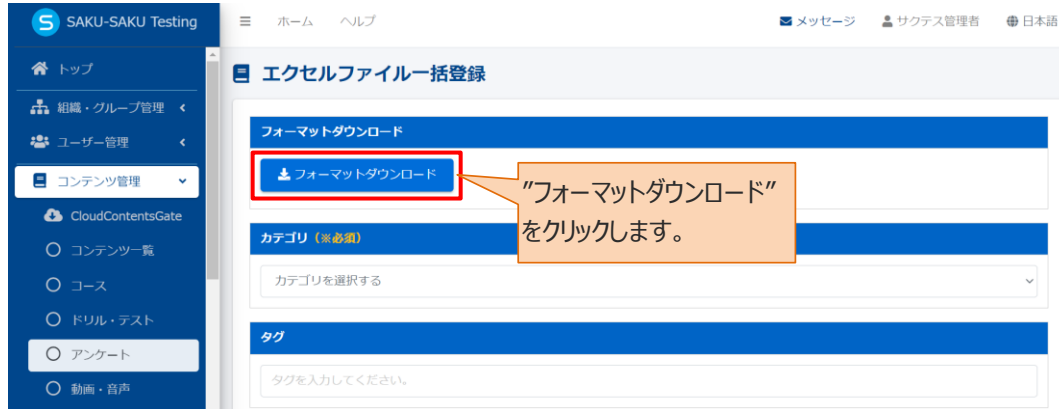 SAKU-SAKU Testing
ホーム ヘルプ
メッセージ サクテス管理者 日本語
トップ
組織・グループ管理
ユーザー管理
コンテンツ管理
CloudContentsGate
コンテンツ一覧
コース
ドリル・テスト
アンケート
動画・音声
エクセルファイル一括登録
フォーマットダウンロード
フォーマットダウンロード
"フォーマットダウンロード"
をクリックします。
カテゴリ（※必須）
カテゴリを選択する
タグ
タグを入力してください。